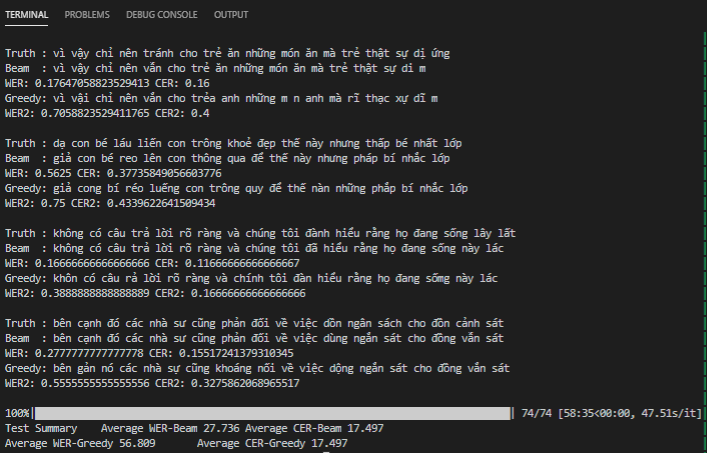 TERMINAL PROBLEMS DEBUG CONSOLE OUTPUT
Truth : vì vậy chỉ nên tránh cho trẻ ăn những món ăn mà trẻ thật sự dị ứng
Beam : vì vậy chỉ nên vẫn cho trẻ ăn những món ăn mà trẻ thật sự di m
WER: 0.17647058823529413 CER: 0.16
Greedy: vì vậi chỉ nên vắn cho trẻa anh những m n anh mà rĩ thạc xự dĩ m
WER2: 0.7058823529411765 CER2: 0.4
Truth : dạ con bé láu liến con trông khoẻ đẹp thế này nhưng thấp bé nhất lớp
Beam : giả con bé reo lên con thông qua để thế này nhưng pháp bí nhắc lớp
WER: 0.5625 CER: 0.37735849056603776
Greedy: giả cong bí réo luếng con trông quy để thế nàn những phắp bí nhắc lớp
WER2: 0.75 CER2: 0.4339622641509434
Truth : không có câu trả lời rõ ràng và chúng tôi đành hiểu rằng họ đang sống lây lất
Beam : không có câu trả lời rõ ràng và chúng tôi đã hiểu rằng họ đang sống này lác
WER: 0.16666666666666666 CER: 0.11666666666666667
Greedy: khôn có câu rả lời rõ ràng và chính tôi đàn hiểu rằng họ đang sốmg này lác
WER2: 0.3888888888888889 CER2: 0.16666666666666666
Truth : bên cạnh đó các nhà sư cũng phản đối về việc dồn ngân sách cho đồn cảnh sát
Beam : bên cạnh đó các nhà sư cũng phản đối về việc dùng ngắn sát cho đồng vắn sát
WER: 0.2777777777777778 CER: 0.15517241379310345
Greedy: bên gản nó các nhà sư cũng khoáng nối về việc dộng ngắn sát cho đồng vắn sát
WER2: 0.5555555555555556 CER2: 0.3275862068965517
100%| | 74/74 [58:35<00:00, 47.51s/it]
Test Summary Average WER-Beam 27.736 Average CER-Beam 17.497
Average WER-Greedy 56.809 Average CER-Greedy 17.497